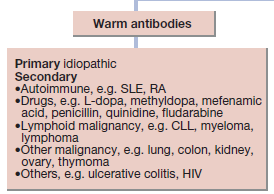 Warm antibodies
Primary idiopathic
Secondary
•Autoimmune, e.g. SLE, RA
•Drugs, e.g. L-dopa, methyldopa, mefenamic
acid, penicillin, quinidine, fludarabine
•Lymphoid malignancy, e.g. CLL, myeloma,
lymphoma
•Other malignancy, e.g. lung, colon, kidney,
ovary, thymoma
•Others, e.g. ulcerative colitis, HIV